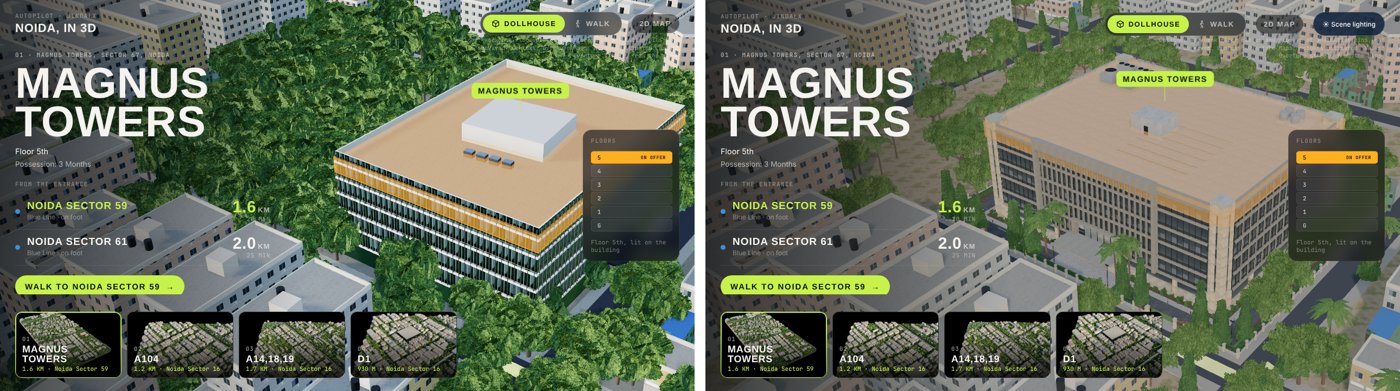 AUTOPILOT · JINDALX
NOIDA, IN 3D
DOLLHOUSE
WALK
2D MAP
01 · MAGNUS TOWERS, SECTOR 67, NOIDA
MAGNUS
TOWERS
MAGNUS TOWERS
Floor 5th
Possession: 3 Months
FROM THE ENTRANCE
NOIDA SECTOR 59
Blue Line · on foot
1.6 KM
NOIDA SECTOR 61
Blue Line · on foot
2.0 KM
25 MIN
WALK TO NOIDA SECTOR 59 →
FLOORS
5 ON OFFER
4
3
2
1
G
Floor 5th, lit on the
building
01
MAGNUS
TOWERS
1.6 KM · Noida Sector 59
A104
1.2 KM · Noida Sector 16
03
A14,18,19
1.7 KM · Noida Sector 16
D1
930 M · Noida Sector 16
NOIDA, IN 3D
DOLLHOUSE
WALK
2D MAP
Scene lighting
01 · MAGNUS TOWERS, SECTOR 67, NOIDA
MAGNUS
TOWERS
MAGNUS TOWERS
Floor 5th
Possession: 3 Months
FROM THE ENTRANCE
NOIDA SECTOR 59
Blue Line · on foot
1.6 KM
NOIDA SECTOR 61
Blue Line · on foot
2.0 KM
25 MIN
WALK TO NOIDA SECTOR 59 →
FLOORS
5 ON OFFER
4
3
2
1
G
Floor 5th, lit on the
building
01
MAGNUS
TOWERS
1.6 KM · Noida Sector 59
A104
1.2 KM · Noida Sector 16
03
A14,18,19
1.7 KM · Noida Sector 16
D1
930 M · Noida Sector 16